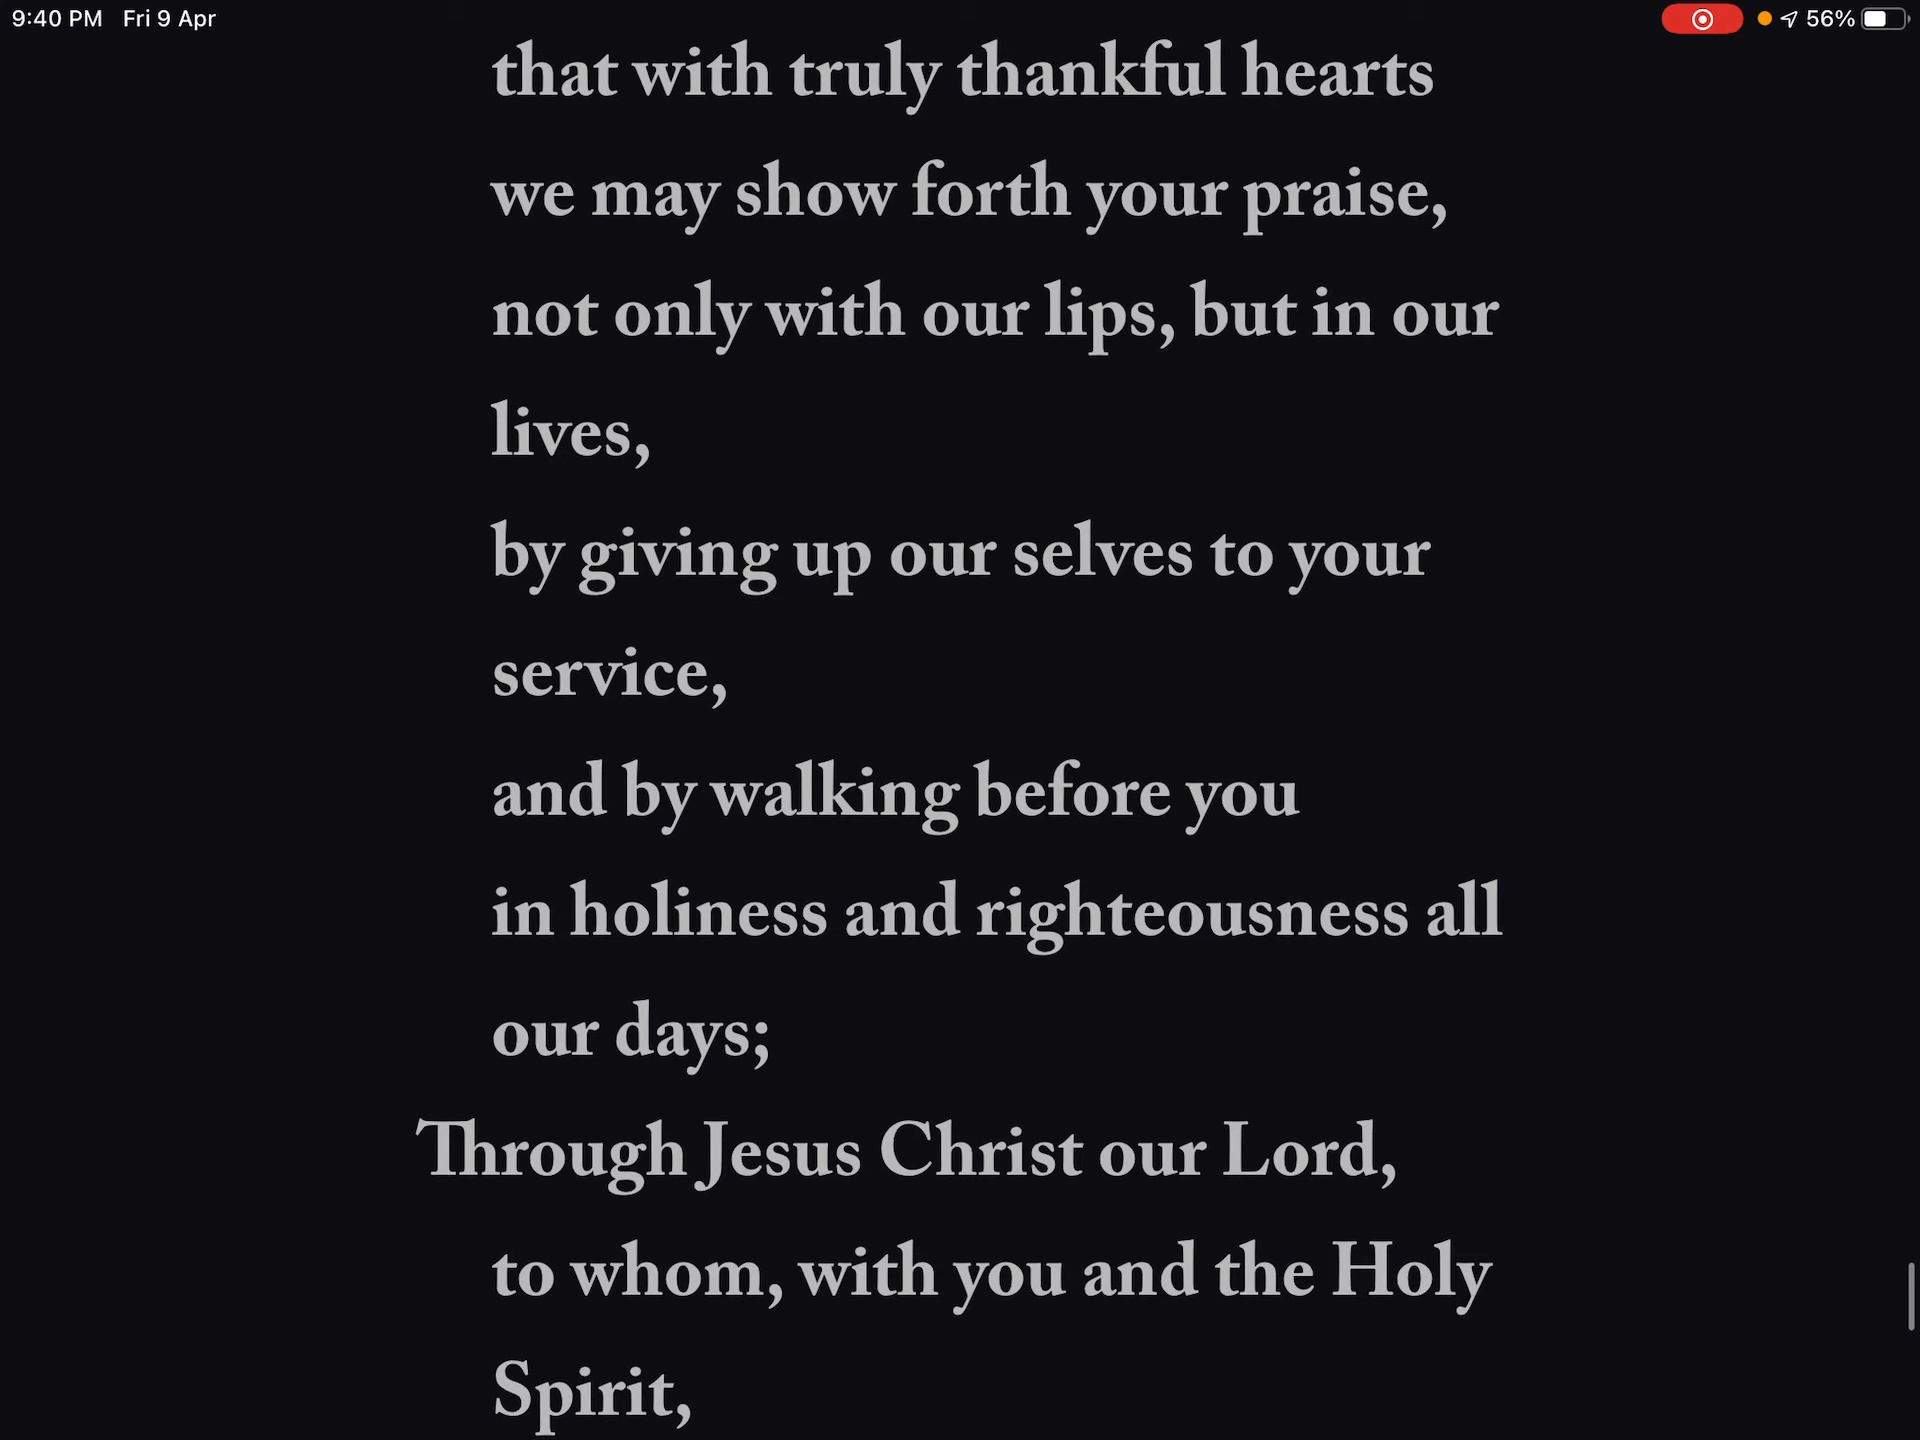 9:40 PM Fri 9 Apr 56%
that with truly thankful hearts
we may show forth your praise,
not only with our lips, but in our
lives,
by giving up our selves to your
service,
and by walking before you
in holiness and righteousness all
our days;
Through Jesus Christ our Lord,
to whom, with you and the Holy
Spirit,